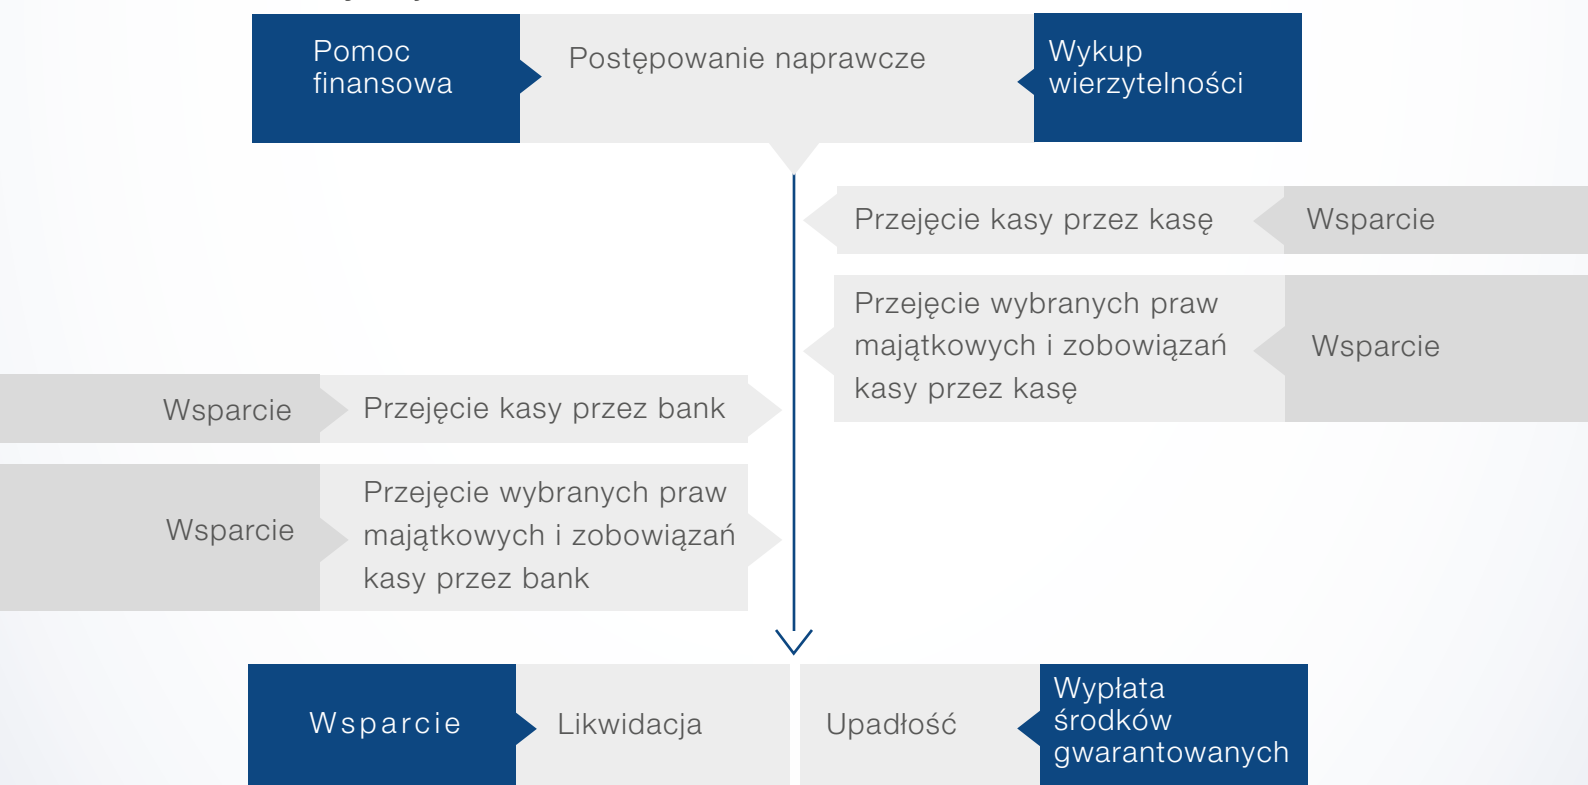 Pomoc
finansowa
Postępowanie naprawcze
Wykup
wierzytelności
Przejęcie kasy przez kasę
Wsparcie
Przejęcie wybranych praw
majątkowych i zobowiązań
kasy przez kasę
Wsparcie
Wsparcie
Przejęcie kasy przez bank
Wsparcie
Przejęcie wybranych praw
majątkowych i zobowiązań
kasy przez bank
Wsparcie
Likwidacja
Upadłość
Wypłata
środków
gwarantowanych